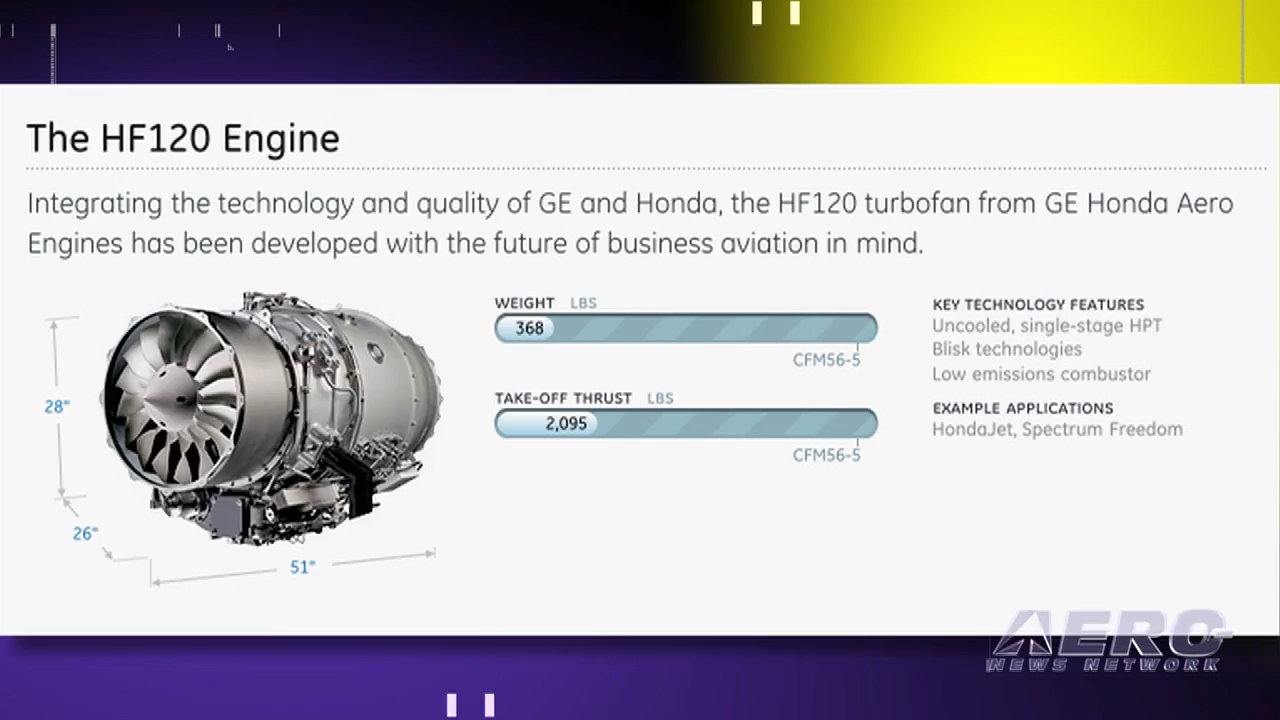 The HF120 Engine
Integrating the technology and quality of GE and Honda, the HF120 turbofan from GE Honda Aero
Engines has been developed with the future of business aviation in mind.
28"
26"
51"
WEIGHT LBS
368
CFM56-5
TAKE-OFF THRUST LBS
2,095
CFM56-5
KEY TECHNOLOGY FEATURES
Uncooled, single-stage HPT
Blisk technologies
Low emissions combustor
EXAMPLE APPLICATIONS
HondaJet, Spectrum Freedom
AERO
NEWS NETWORK